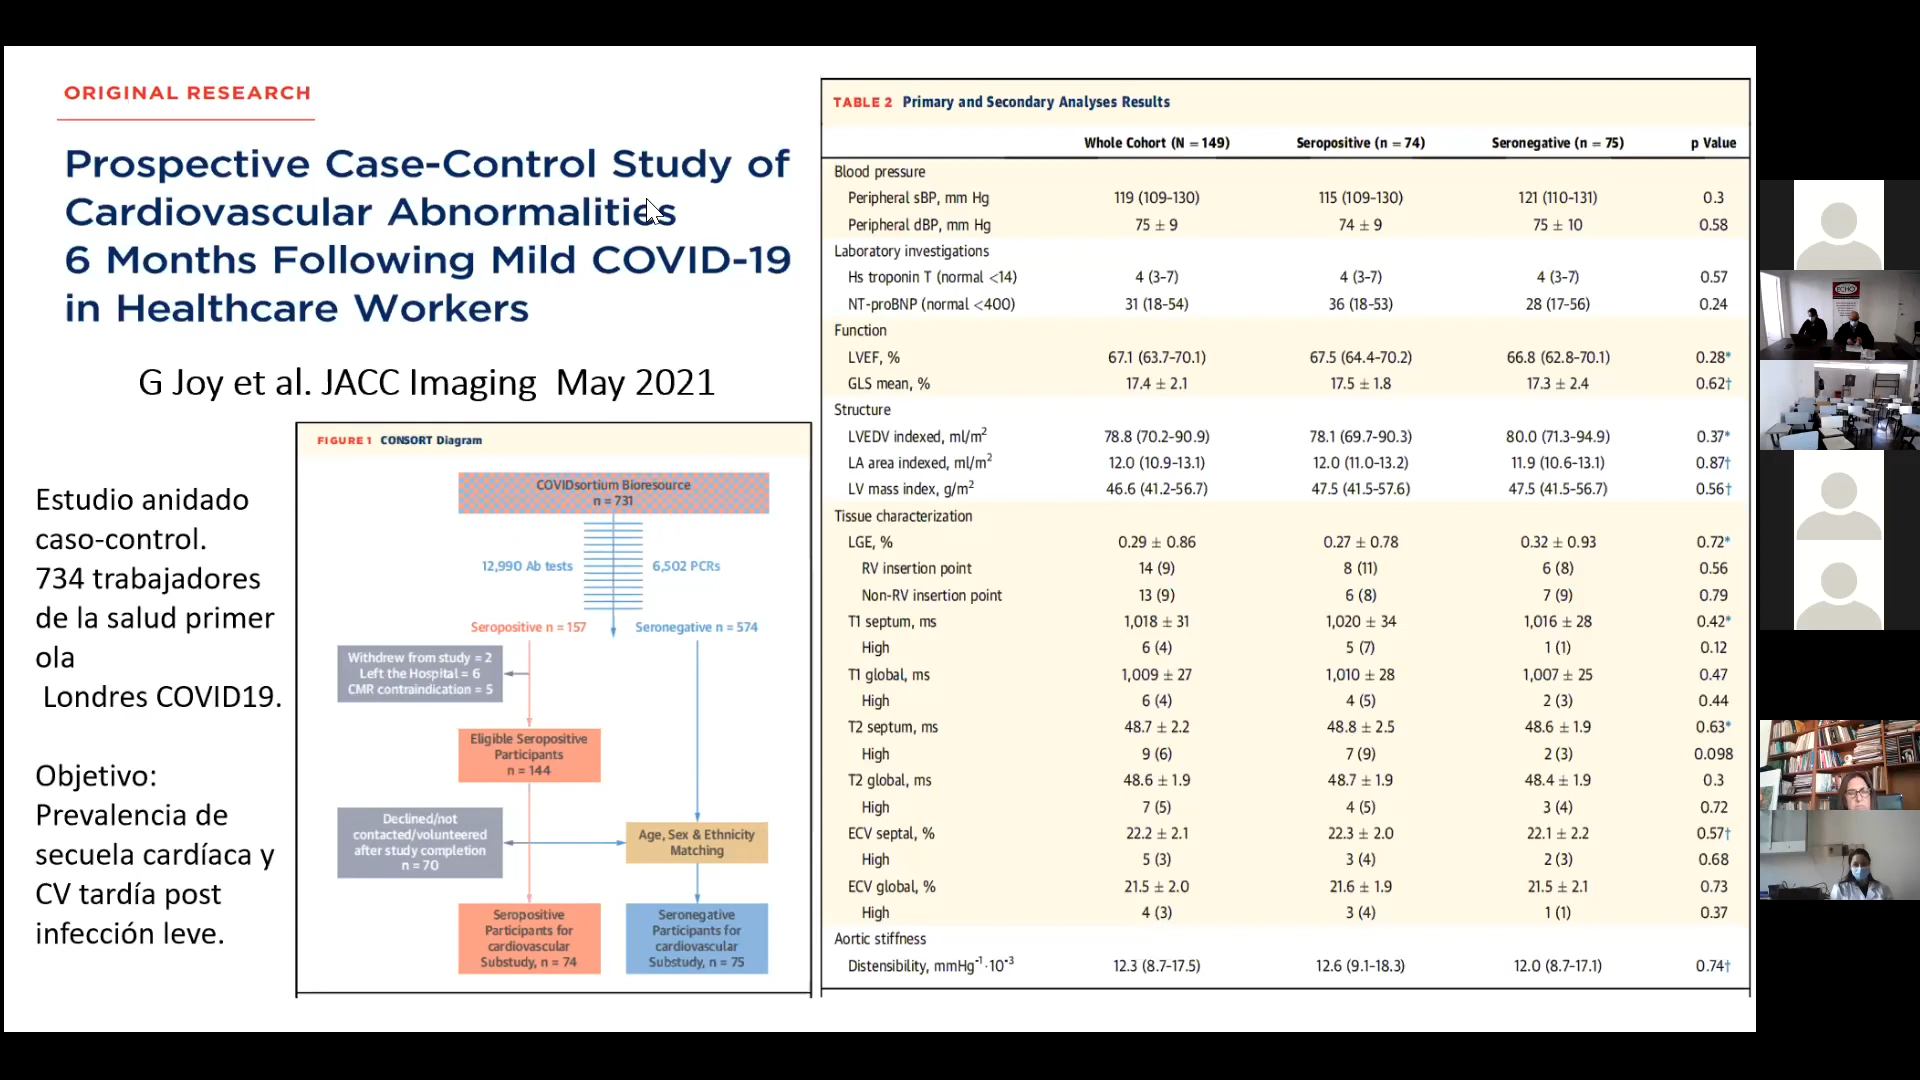 ORIGINAL RESEARCH
Prospective Case-Control Study of
Cardiovascular Abnormalities
6 Months Following Mild COVID-19
in Healthcare Workers
G Joy et al. JACC Imaging May 2021
Estudio anidado
caso-control.
734 trabajadores
de la salud primer
ola
Londres COVID19.
Objetivo:
Prevalencia de
secuela cardíaca y
CV tardía post
infección leve.
FIGURE 1 CONSORT Diagram
COVIDsortium Bioresource
n = 731
12,990 Ab tests 6,502 PCRs
Seropositive n = 157 Seronegative n = 574
Withdrew from study = 2
Left the Hospital = 6
CMR contraindication = 5
Eligible Seropositive
Participants
n = 144
Declined/not
contacted/volunteered
after study completion
n = 70
Age, Sex & Ethnicity
Matching
Seropositive
Participants for
cardiovascular
Substudy, n = 74
Seronegative
Participants for
cardiovascular
Substudy, n = 75
TABLE 2 Primary and Secondary Analyses Results
Whole Cohort (N = 149) Seropositive (n = 74) Seronegative (n = 75) p Value
Blood pressure
Peripheral sBP, mm Hg 119 (109-130) 115 (109-130) 121 (110-131) 0.3
Peripheral dBP, mm Hg 75 ± 9 74 ± 9 75 ± 10 0.58
Laboratory investigations
Hs troponin T (normal <14) 4 (3-7) 4 (3-7) 4 (3-7) 0.57
NT-proBNP (normal <400) 31 (18-54) 36 (18-53) 28 (17-56) 0.24
Function
LVEF, % 67.1 (63.7-70.1) 67.5 (64.4-70.2) 66.8 (62.8-70.1) 0.28*
GLS mean, % 17.4 ± 2.1 17.5 ± 1.8 17.3 ± 2.4 0.62†
Structure
LVEDV indexed, ml/m² 78.8 (70.2-90.9) 78.1 (69.7-90.3) 80.0 (71.3-94.9) 0.37*
LA area indexed, ml/m² 12.0 (10.9-13.1) 12.0 (11.0-13.2) 11.9 (10.6-13.1) 0.87†
LV mass index, g/m² 46.6 (41.2-56.7) 47.5 (41.5-57.6) 47.5 (41.5-56.7) 0.56†
Tissue characterization
LGE, % 0.29 ± 0.86 0.27 ± 0.78 0.32 ± 0.93 0.72*
RV insertion point 14 (9) 8 (11) 6 (8) 0.56
Non-RV insertion point 13 (9) 6 (8) 7 (9) 0.79
T1 septum, ms 1,018 ± 31 1,020 ± 34 1,016 ± 28 0.42*
High 6 (4) 5 (7) 1 (1) 0.12
T1 global, ms 1,009 ± 27 1,010 ± 28 1,007 ± 25 0.47
High 6 (4) 4 (5) 2 (3) 0.44
T2 septum, ms 48.7 ± 2.2 48.8 ± 2.5 48.6 ± 1.9 0.63*
High 9 (6) 7 (9) 2 (3) 0.098
T2 global, ms 48.6 ± 1.9 48.7 ± 1.9 48.4 ± 1.9 0.3
High 7 (5) 4 (5) 3 (4) 0.72
ECV septal, % 22.2 ± 2.1 22.3 ± 2.0 22.1 ± 2.2 0.57†
High 5 (3) 3 (4) 2 (3) 0.68
ECV global, % 21.5 ± 2.0 21.6 ± 1.9 21.5 ± 2.1 0.73
High 4 (3) 3 (4) 1 (1) 0.37
Aortic stiffness
Distensibility, mmHg⁻¹·10⁻³ 12.3 (8.7-17.5) 12.6 (9.1-18.3) 12.0 (8.7-17.1) 0.74†
ECHO